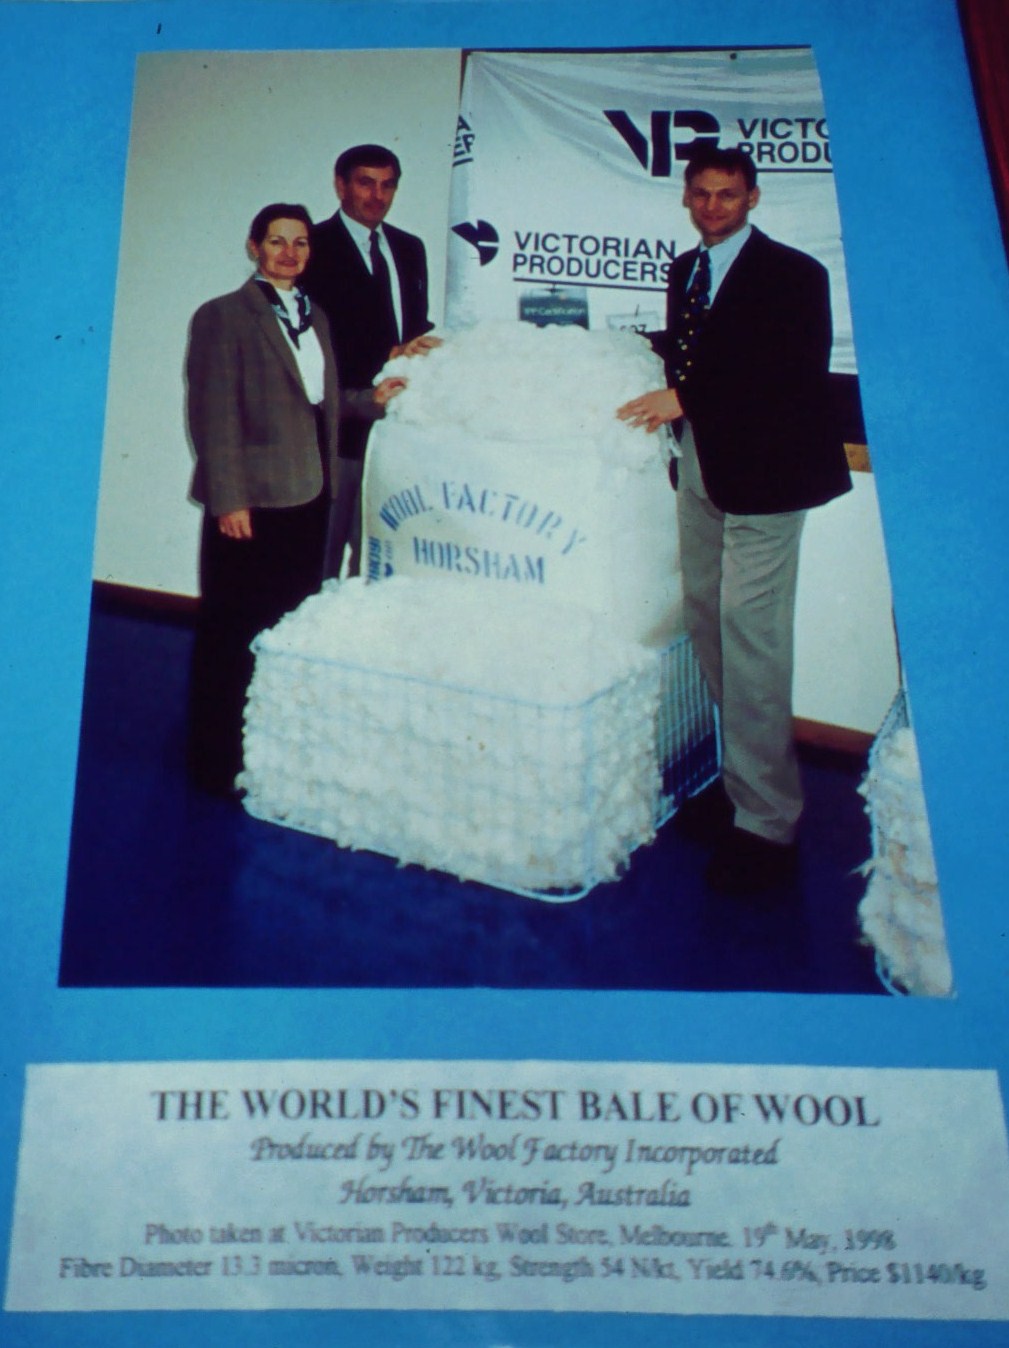 VP VICTO
PRODU
VICTORIAN
PRODUCERS
WOOL FACTORY
HORSHAM
THE WORLD'S FINEST BALE OF WOOL
Produced by The Wool Factory Incorporated
Horsham, Victoria, Australia
Photo taken at Victorian Producers Wool Store, Melbourne, 19th May, 1998
Fibre Diameter 13.3 micron, Weight 122 kg, Strength 54 N/kt, Yield 74.6%, Price $1140/kg